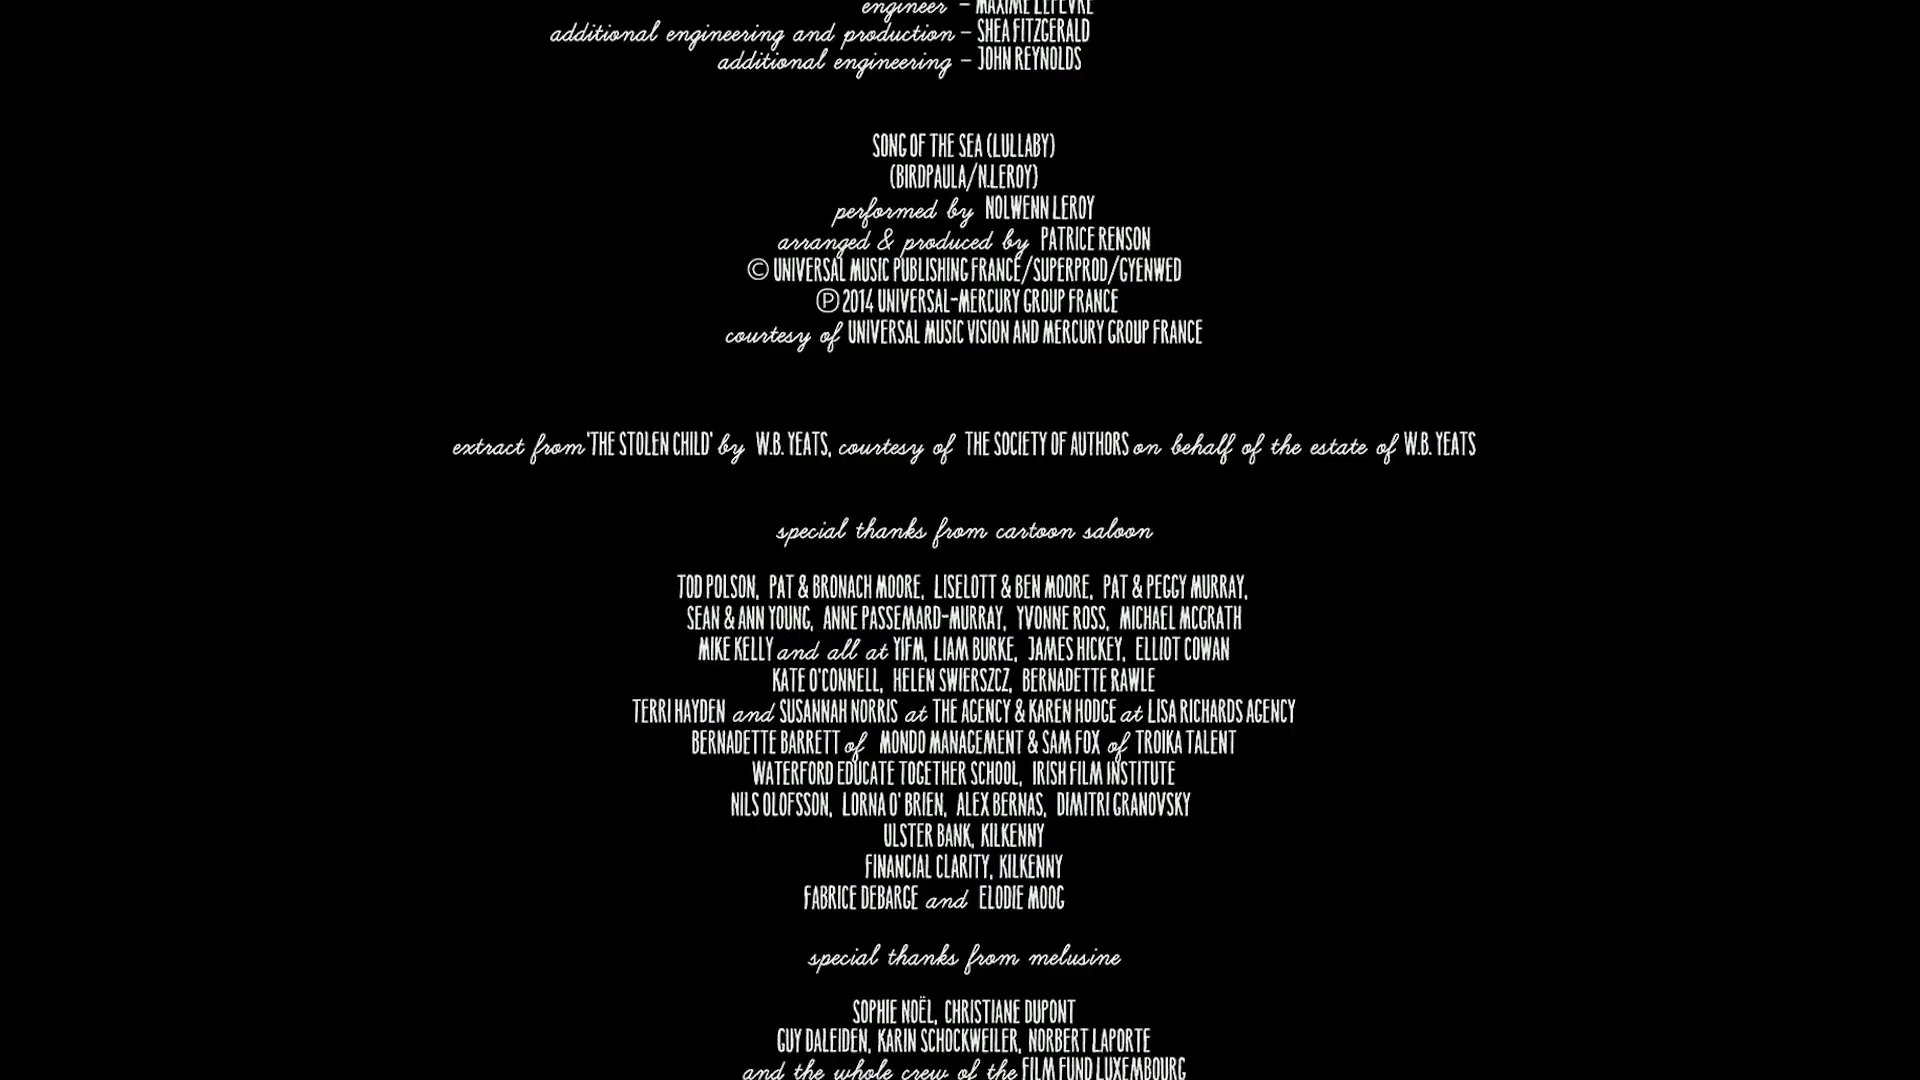 engineer – MAXIME LEFEVRE
additional engineering and production – SHEA FITZGERALD
additional engineering – JOHN REYNOLDS
SONG OF THE SEA (LULLABY)
(BIRDPAULA/N.LEROY)
performed by NOLWENN LEROY
arranged & produced by PATRICE RENSON
© UNIVERSAL MUSIC PUBLISHING FRANCE/SUPERPROD/GYENWED
℗ 2014 UNIVERSAL-MERCURY GROUP FRANCE
courtesy of UNIVERSAL MUSIC VISION AND MERCURY GROUP FRANCE
extract from 'THE STOLEN CHILD' by W.B. YEATS, courtesy of THE SOCIETY OF AUTHORS on behalf of the estate of W.B. YEATS
special thanks from cartoon saloon
TOD POLSON, PAT & BRONACH MOORE, LISELOTT & BEN MOORE, PAT & PEGGY MURRAY,
SEAN & ANN YOUNG, ANNE PASSEMARD-MURRAY, YVONNE ROSS, MICHAEL MCGRATH
MIKE KELLY and all at YIFM, LIAM BURKE, JAMES HICKEY, ELLIOT COWAN
KATE O'CONNELL, HELEN SWIERSZCZ, BERNADETTE RAWLE
TERRI HAYDEN and SUSANNAH NORRIS at THE AGENCY & KAREN HODGE at LISA RICHARDS AGENCY
BERNADETTE BARRETT of MONDO MANAGEMENT & SAM FOX of TROIKA TALENT
WATERFORD EDUCATE TOGETHER SCHOOL, IRISH FILM INSTITUTE
NILS OLOFSSON, LORNA O' BRIEN, ALEX BERNAS, DIMITRI GRANOVSKY
ULSTER BANK, KILKENNY
FINANCIAL CLARITY, KILKENNY
FABRICE DEBARGE and ELODIE MOOG
special thanks from melusine
SOPHIE NOËL, CHRISTIANE DUPONT
GUY DALEIDEN, KARIN SCHOCKWEILER, NORBERT LAPORTE
and the whole crew of the FILM FUND LUXEMBOURG